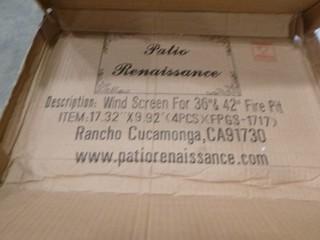 Patio
Renaissance
Description: Wind Screen For 36"& 42" Fire Pit
ITEM:17.32"X9.92"(4PCS)(FPGS-1717)
Rancho Cucamonga,CA91730
www.patiorenaissance.com